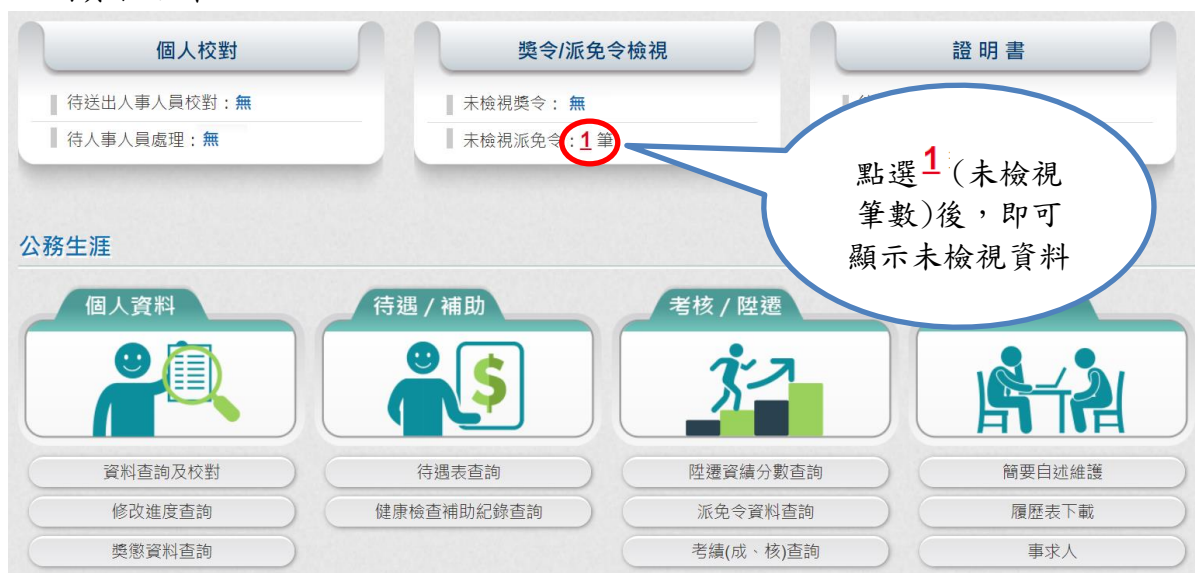 個人校對
獎令/派免令檢視
證明書
待送出人事人員校對：無
未檢視獎令： 無
待人事人員處理：無
未檢視派免令：1 筆
點選1（未檢視
筆數)後，即可
顯示未檢視資料
公務生涯
個人資料
待遇 / 補助
考核 / 陞遷
資料查詢及校對
待遇表查詢
陞遷資績分數查詢
簡要自述維護
修改進度查詢
健康檢查補助紀錄查詢
派免令資料查詢
履歷表下載
獎懲資料查詢
考績(成、核)查詢
事求人